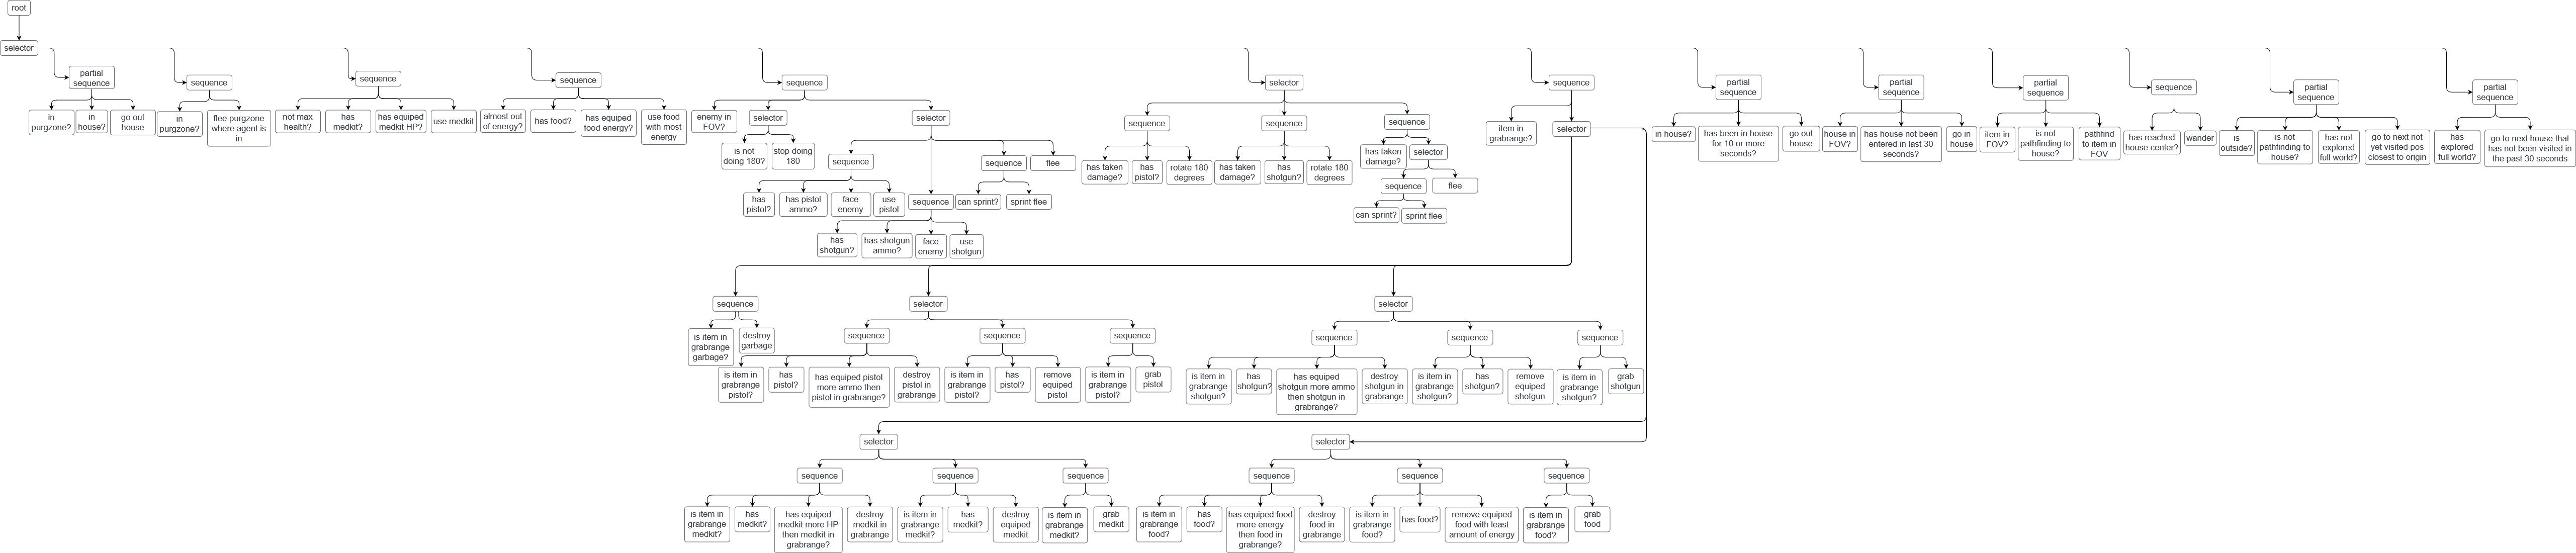 root
selector
partial
sequence
in
purgzone?
in
house?
go out
house
sequence
in
purgzone?
flee purgzone
where agent is
in
sequence
not max
health?
has
medkit?
has equiped
medkit HP?
use medkit
sequence
almost out
of energy?
has food?
has equiped
food energy?
use food
with most
energy
sequence
enemy in
FOV?
selector
is not
doing 180?
stop doing
180
selector
sequence
has
pistol?
has pistol
ammo?
face
enemy
use
pistol
sequence
has
shotgun?
has shotgun
ammo?
face
enemy
use
shotgun
sequence
can sprint?
sprint flee
flee
selector
sequence
has taken
damage?
has
pistol?
rotate 180
degrees
sequence
has taken
damage?
has
shotgun?
rotate 180
degrees
sequence
has taken
damage?
selector
sequence
can sprint?
sprint flee
flee
sequence
item in
grabrange?
selector
partial
sequence
in house?
has been in house
for 10 or more
seconds?
go out
house
partial
sequence
house in
FOV?
has house not been
entered in last 30
seconds?
go in
house
partial
sequence
item in
FOV?
is not
pathfinding to
house?
pathfind
to item in
FOV
sequence
has reached
house center?
wander
partial
sequence
is
outside?
is not
pathfinding to
house?
has not
explored
full world?
go to next not
yet visited pos
closest to origin
partial
sequence
has
explored
full world?
go to next house that
has not been visited in
the past 30 seconds
sequence
is item in
grabrange
garbage?
destroy
garbage
selector
sequence
is item in
grabrange
pistol?
has
pistol?
has equiped pistol
more ammo then
pistol in grabrange?
destroy
pistol in
grabrange
sequence
is item in
grabrange
pistol?
has
pistol?
remove
equiped
pistol
sequence
is item in
grabrange
pistol?
grab
pistol
selector
sequence
is item in
grabrange
shotgun?
has
shotgun?
has equiped
shotgun more ammo
then shotgun in
grabrange?
destroy
shotgun in
grabrange
sequence
is item in
grabrange
shotgun?
has
shotgun?
remove
equiped
shotgun
sequence
is item in
grabrange
shotgun?
grab
shotgun
selector
sequence
is item in
grabrange
medkit?
has
medkit?
has equiped
medkit more HP
then medkit in
grabrange?
destroy
medkit in
grabrange
sequence
is item in
grabrange
medkit?
has
medkit?
destroy
equiped
medkit
sequence
is item in
grabrange
medkit?
grab
medkit
selector
sequence
is item in
grabrange
food?
has
food?
has equiped food
more energy
then food in
grabrange?
destroy
food in
grabrange
sequence
is item in
grabrange
food?
has food?
remove equiped
food with least
amount of energy
sequence
is item in
grabrange
food?
grab
food